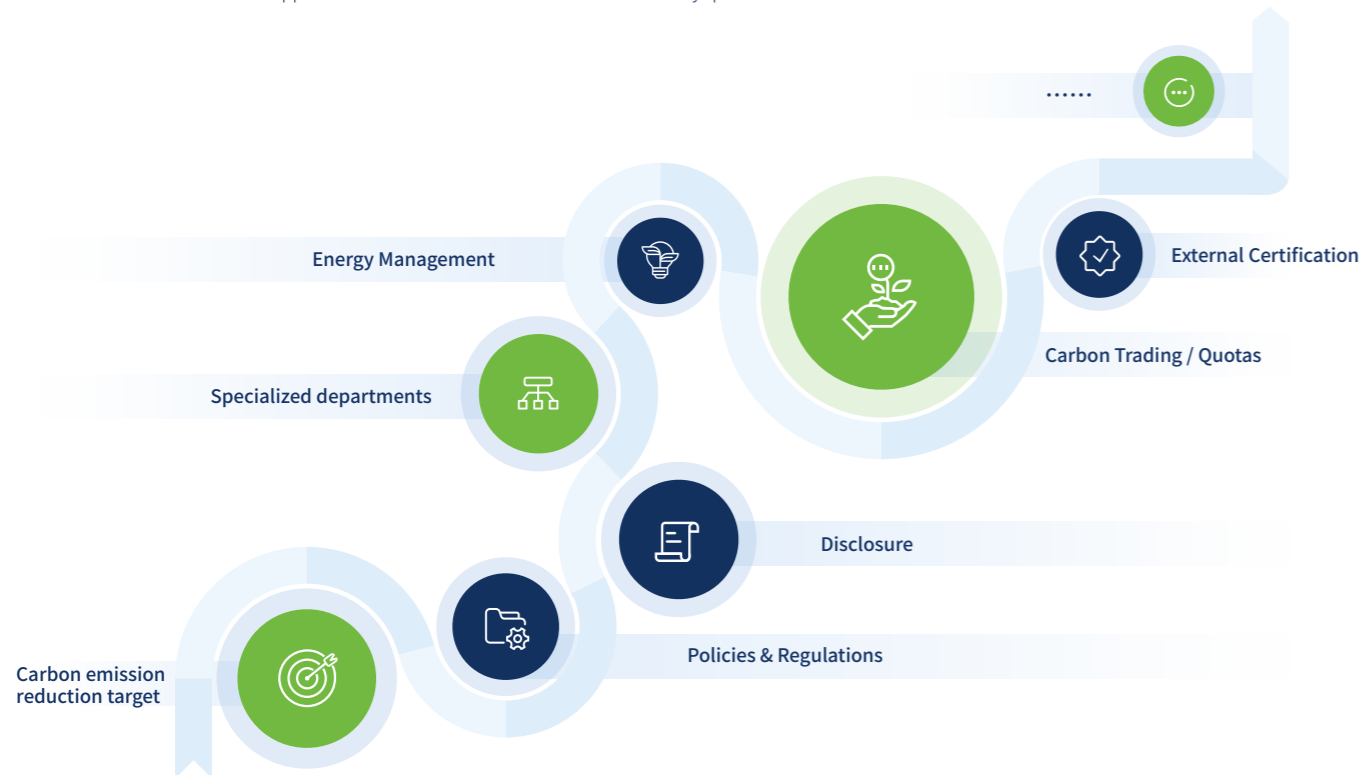 ......
Energy Management
External Certification
Carbon Trading / Quotas
Specialized departments
Disclosure
Policies & Regulations
Carbon emission
reduction target